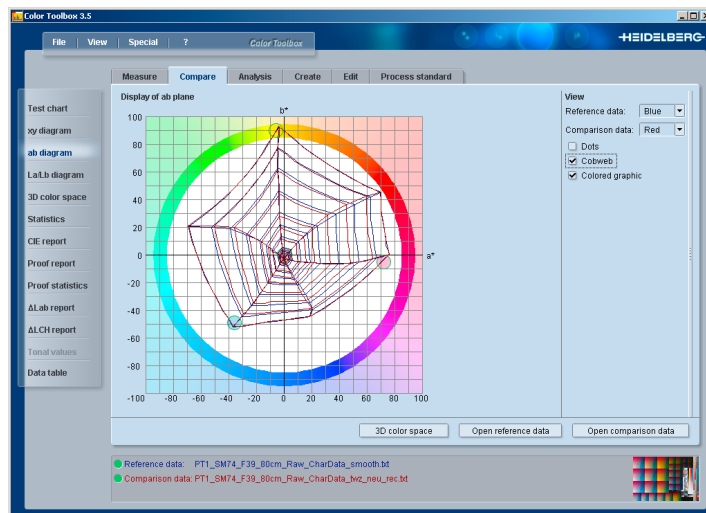 Color Toolbox 3.5
File View Special ? Color Toolbox HEIDELBERG
Measure Compare Analysis Create Edit Process standard
Test chart
xy diagram
ab diagram
La/Lb diagram
3D color space
Statistics
CIE report
Proof report
Proof statistics
ΔLab report
ΔLCH report
Tonal values
Data table
Display of ab plane
b*
100
80
60
40
20
0
-20
-40
-60
-80
-100 -80 -60 -40 -20 0 20 40 60 80 100
a*
View
Reference data: Blue
Comparison data: Red
Dots
Cobweb
Colored graphic
3D color space Open reference data Open comparison data
Reference data: PT1_SM74_F39_80cm_Raw_CharData_smooth.txt
Comparison data: PT1_SM74_F39_80cm_Raw_CharData_twz_neu_rec.txt